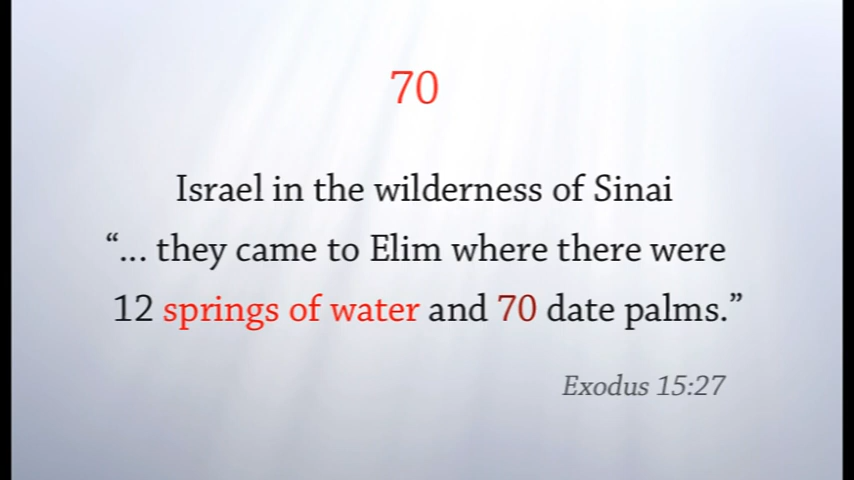 70
Israel in the wilderness of Sinai
“... they came to Elim where there were
12 springs of water and 70 date palms.”
Exodus 15:27